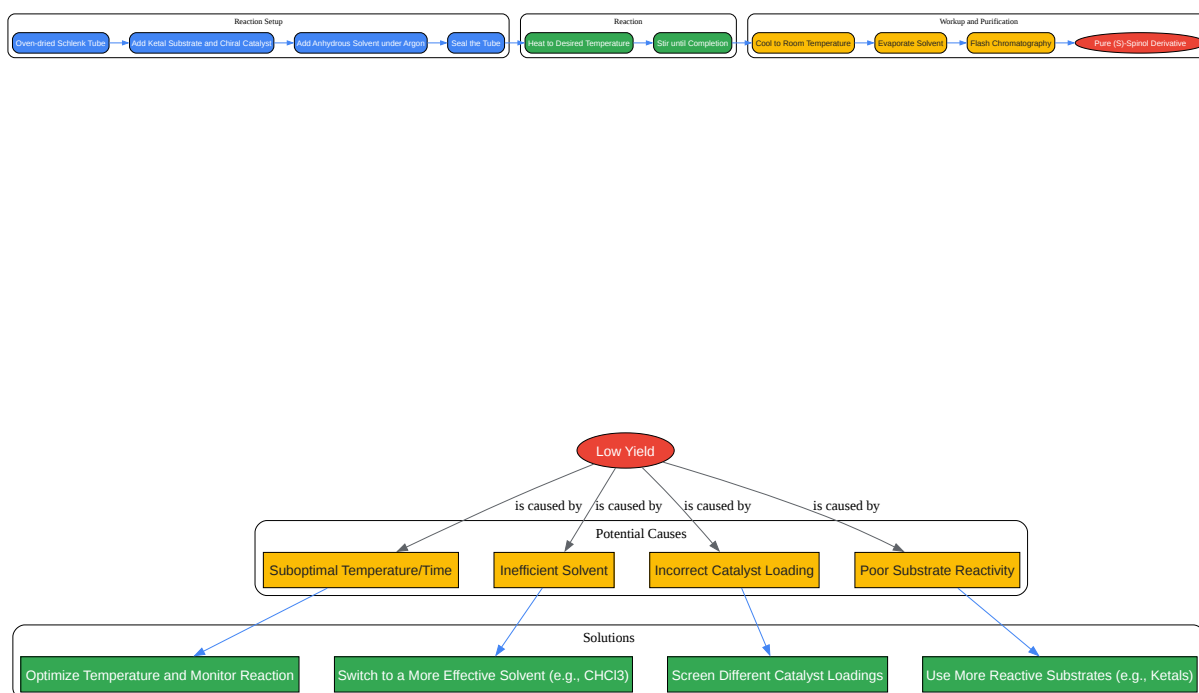 Reaction Setup
Reaction
Workup and Purification
Oven-dried Schlenk Tube
Add Ketal Substrate and Chiral Catalyst
Add Anhydrous Solvent under Argon
Seal the Tube
Heat to Desired Temperature
Stir until Completion
Cool to Room Temperature
Evaporate Solvent
Flash Chromatography
Pure (S)-Spinol Derivative
Low Yield
is caused by
is caused by
is caused by
is caused by
Potential Causes
Suboptimal Temperature/Time
Inefficient Solvent
Incorrect Catalyst Loading
Poor Substrate Reactivity
Solutions
Optimize Temperature and Monitor Reaction
Switch to a More Effective Solvent (e.g., CHCl3)
Screen Different Catalyst Loadings
Use More Reactive Substrates (e.g., Ketals)